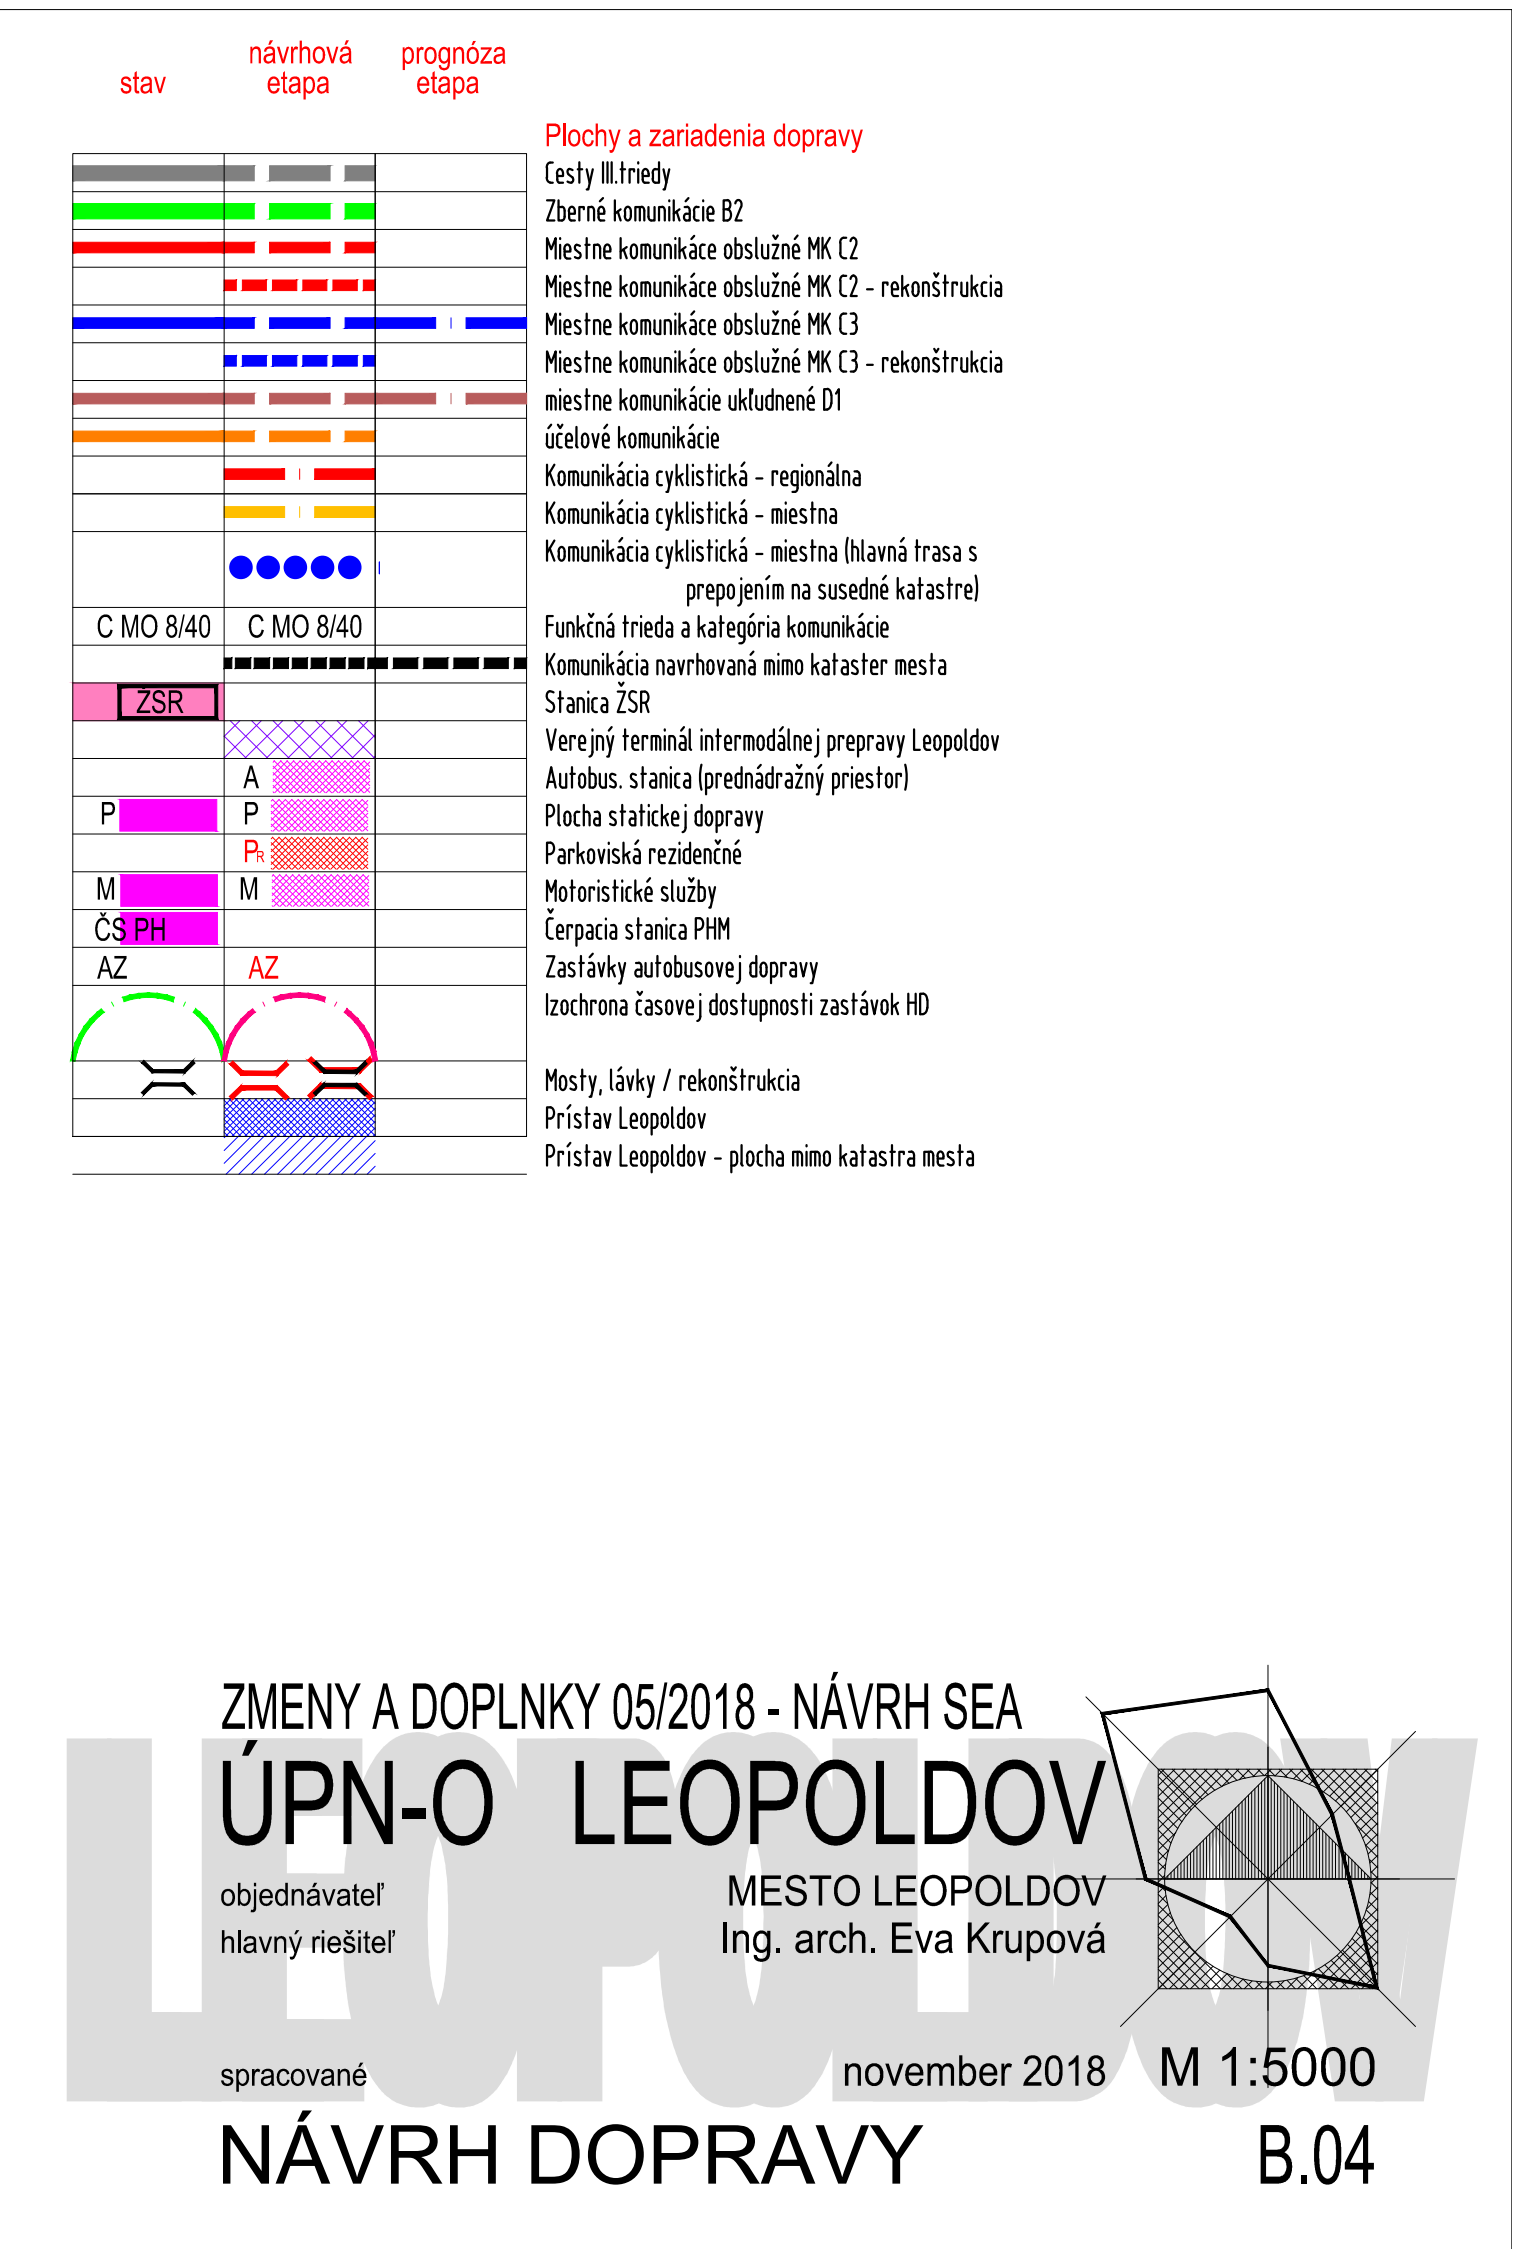 stav
návrhová
etapa
prognóza
etapa
Plochy a zariadenia dopravy
Cesty III.triedy
Zberné komunikácie B2
Miestne komunikáce obslužné MK C2
Miestne komunikáce obslužné MK C2 - rekonštrukcia
Miestne komunikáce obslužné MK C3
Miestne komunikáce obslužné MK C3 - rekonštrukcia
miestne komunikácie ukľudnené D1
účelové komunikácie
Komunikácia cyklistická - regionálna
Komunikácia cyklistická - miestna
Komunikácia cyklistická - miestna (hlavná trasa s
prepojením na susedné katastre)
C MO 8/40 C MO 8/40 Funkčná trieda a kategória komunikácie
Komunikácia navrhovaná mimo kataster mesta
ŽSR Stanica ŽSR
Verejný terminál intermodálnej prepravy Leopoldov
A Autobus. stanica (prednádražný priestor)
P P Plocha statickej dopravy
PR Parkoviská rezidenčné
M M Motoristické služby
ČS PH Čerpacia stanica PHM
AZ AZ Zastávky autobusovej dopravy
Izochrona časovej dostupnosti zastávok HD
Mosty, lávky / rekonštrukcia
Prístav Leopoldov
Prístav Leopoldov - plocha mimo katastra mesta
LEOPOLDOV
ZMENY A DOPLNKY 05/2018 - NÁVRH SEA
ÚPN-O LEOPOLDOV
objednávateľ MESTO LEOPOLDOV
hlavný riešiteľ Ing. arch. Eva Krupová
spracované november 2018 M 1:5000
NÁVRH DOPRAVY B.04